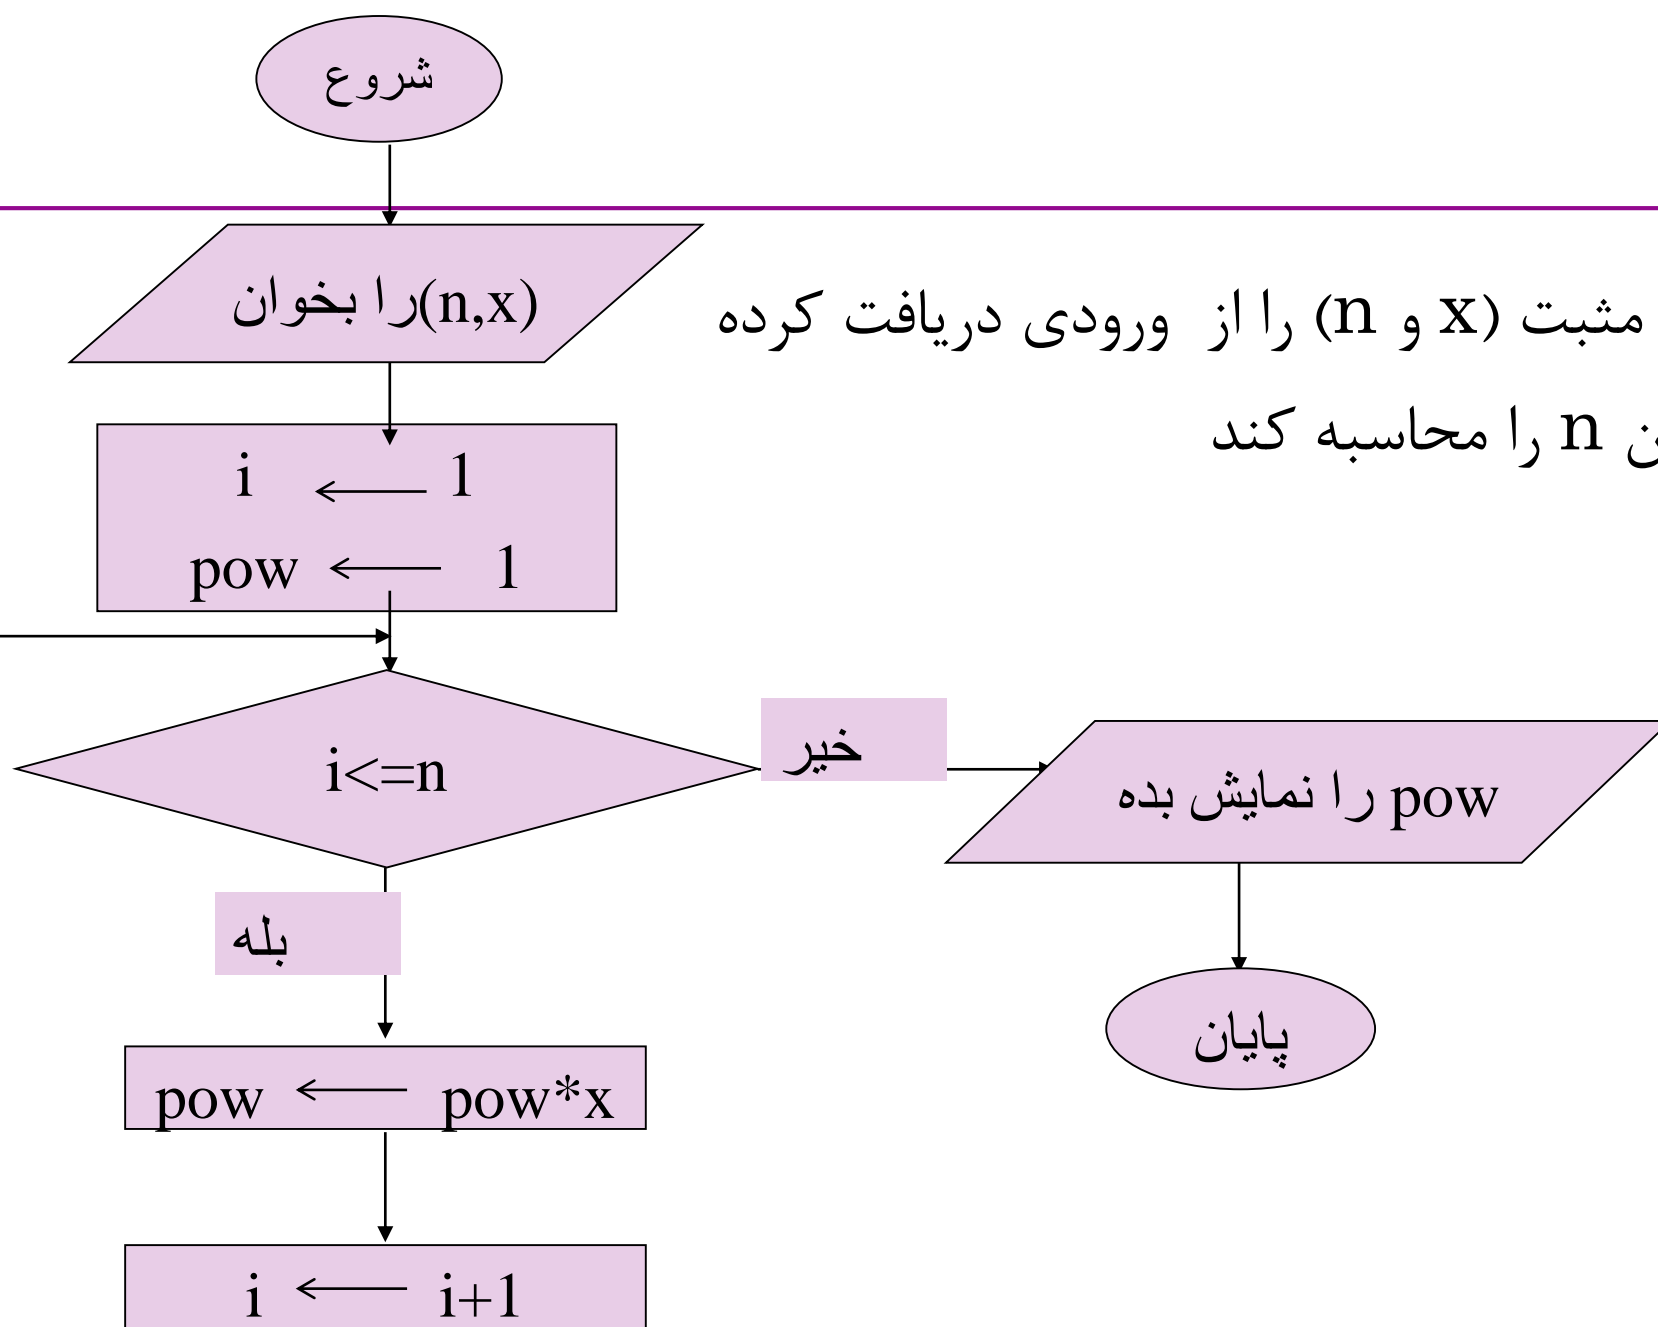 شروع
(n,x)را بخوان
مثبت (x و n) را از ورودی دریافت کرده
n را محاسبه کند
i ← 1
pow ← 1
i<=n
خیر
pow را نمایش بده
بله
پایان
pow ← pow*x
i ← i+1